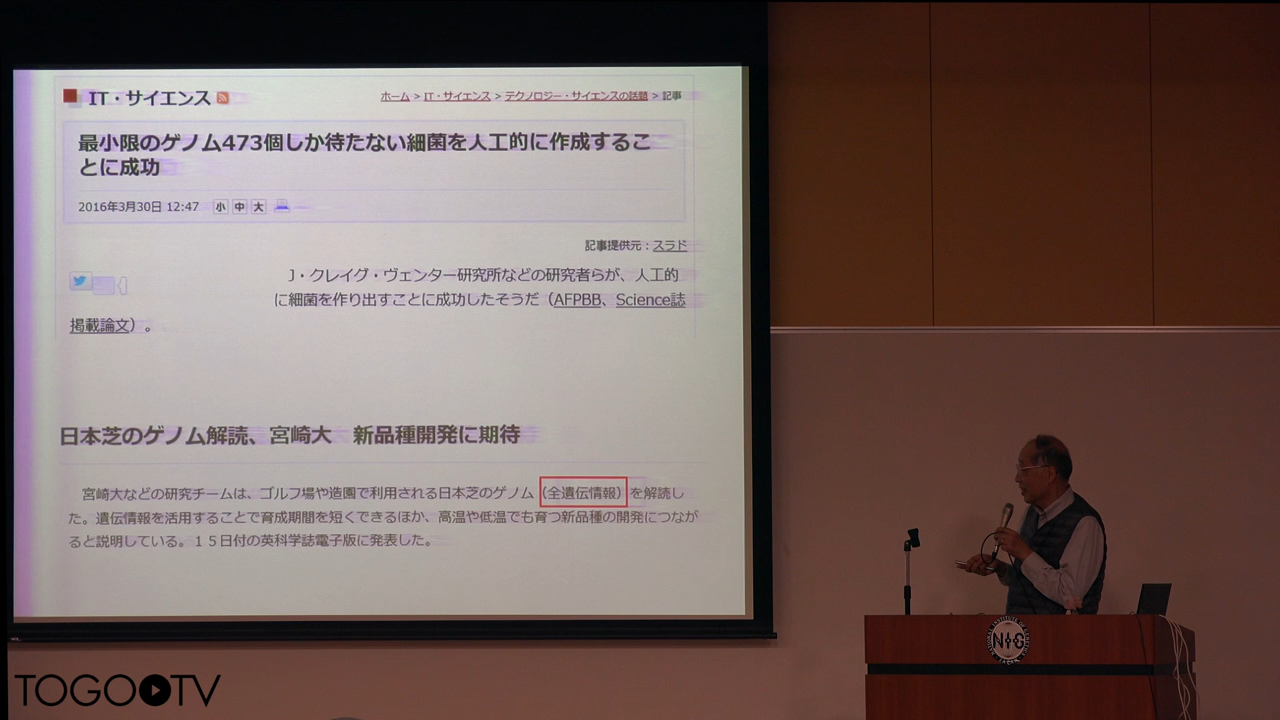 IT・サイエンス
ホーム > IT・サイエンス > テクノロジー・サイエンスの話題 > 記事
最小限のゲノム473個しか待たない細菌を人工的に作成するこ
とに成功
2016年3月30日 12:47 小 中 大
記事提供元：スラド
J・クレイグ・ヴェンター研究所などの研究者らが、人工的
に細菌を作り出すことに成功したそうだ（AFPBB、Science誌
掲載論文）。
日本芝のゲノム解読、宮崎大　新品種開発に期待
宮崎大などの研究チームは、ゴルフ場や造園で利用される日本芝のゲノム（全遺伝情報）を解読し
た。遺伝情報を活用することで育成期間を短くできるほか、高温や低温でも育つ新品種の開発につなが
ると説明している。１５日付の英科学誌電子版に発表した。
NIG
TOGO TV